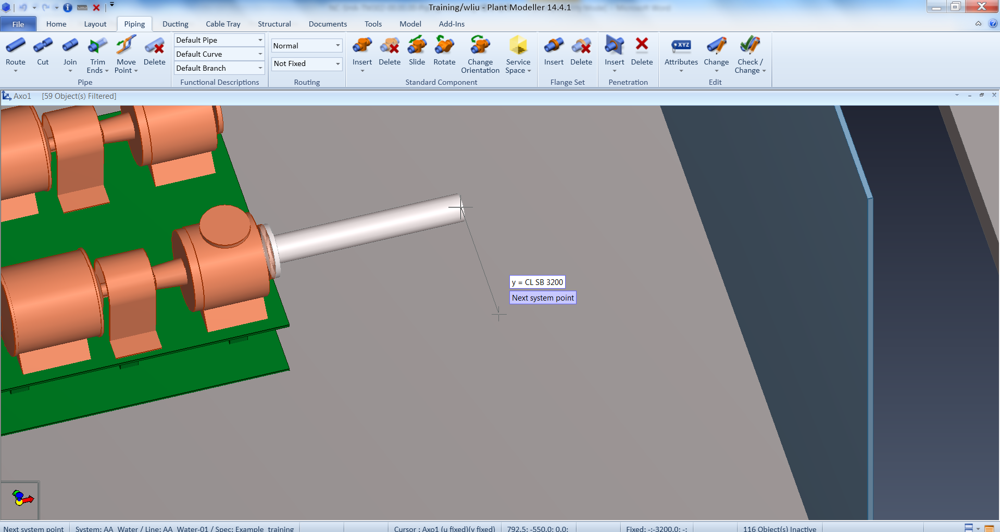 Training/wliu - Plant Modeller 14.4.1
File Home Layout Piping Ducting Cable Tray Structural Documents Tools Model Add-Ins
Route Cut Join Trim Ends Move Point Delete
Pipe
Default Pipe
Default Curve
Default Branch
Functional Descriptions
Normal
Not Fixed
Routing
Insert Delete Slide Rotate Change Orientation Service Space
Standard Component
Insert Delete
Flange Set
Insert Delete
Penetration
XYZ
Attributes Change Check / Change
Edit
Axo1 [59 Object(s) Filtered]
y = CL SB 3200
Next system point
Next system point System: AA_Water / Line: AA_Water-01 / Spec: Example_training Cursor : Axo1 (u fixed)(v fixed) 792.5; -550.0; 0.0; Fixed: -;-3200.0; -; 116 Object(s) Inactive